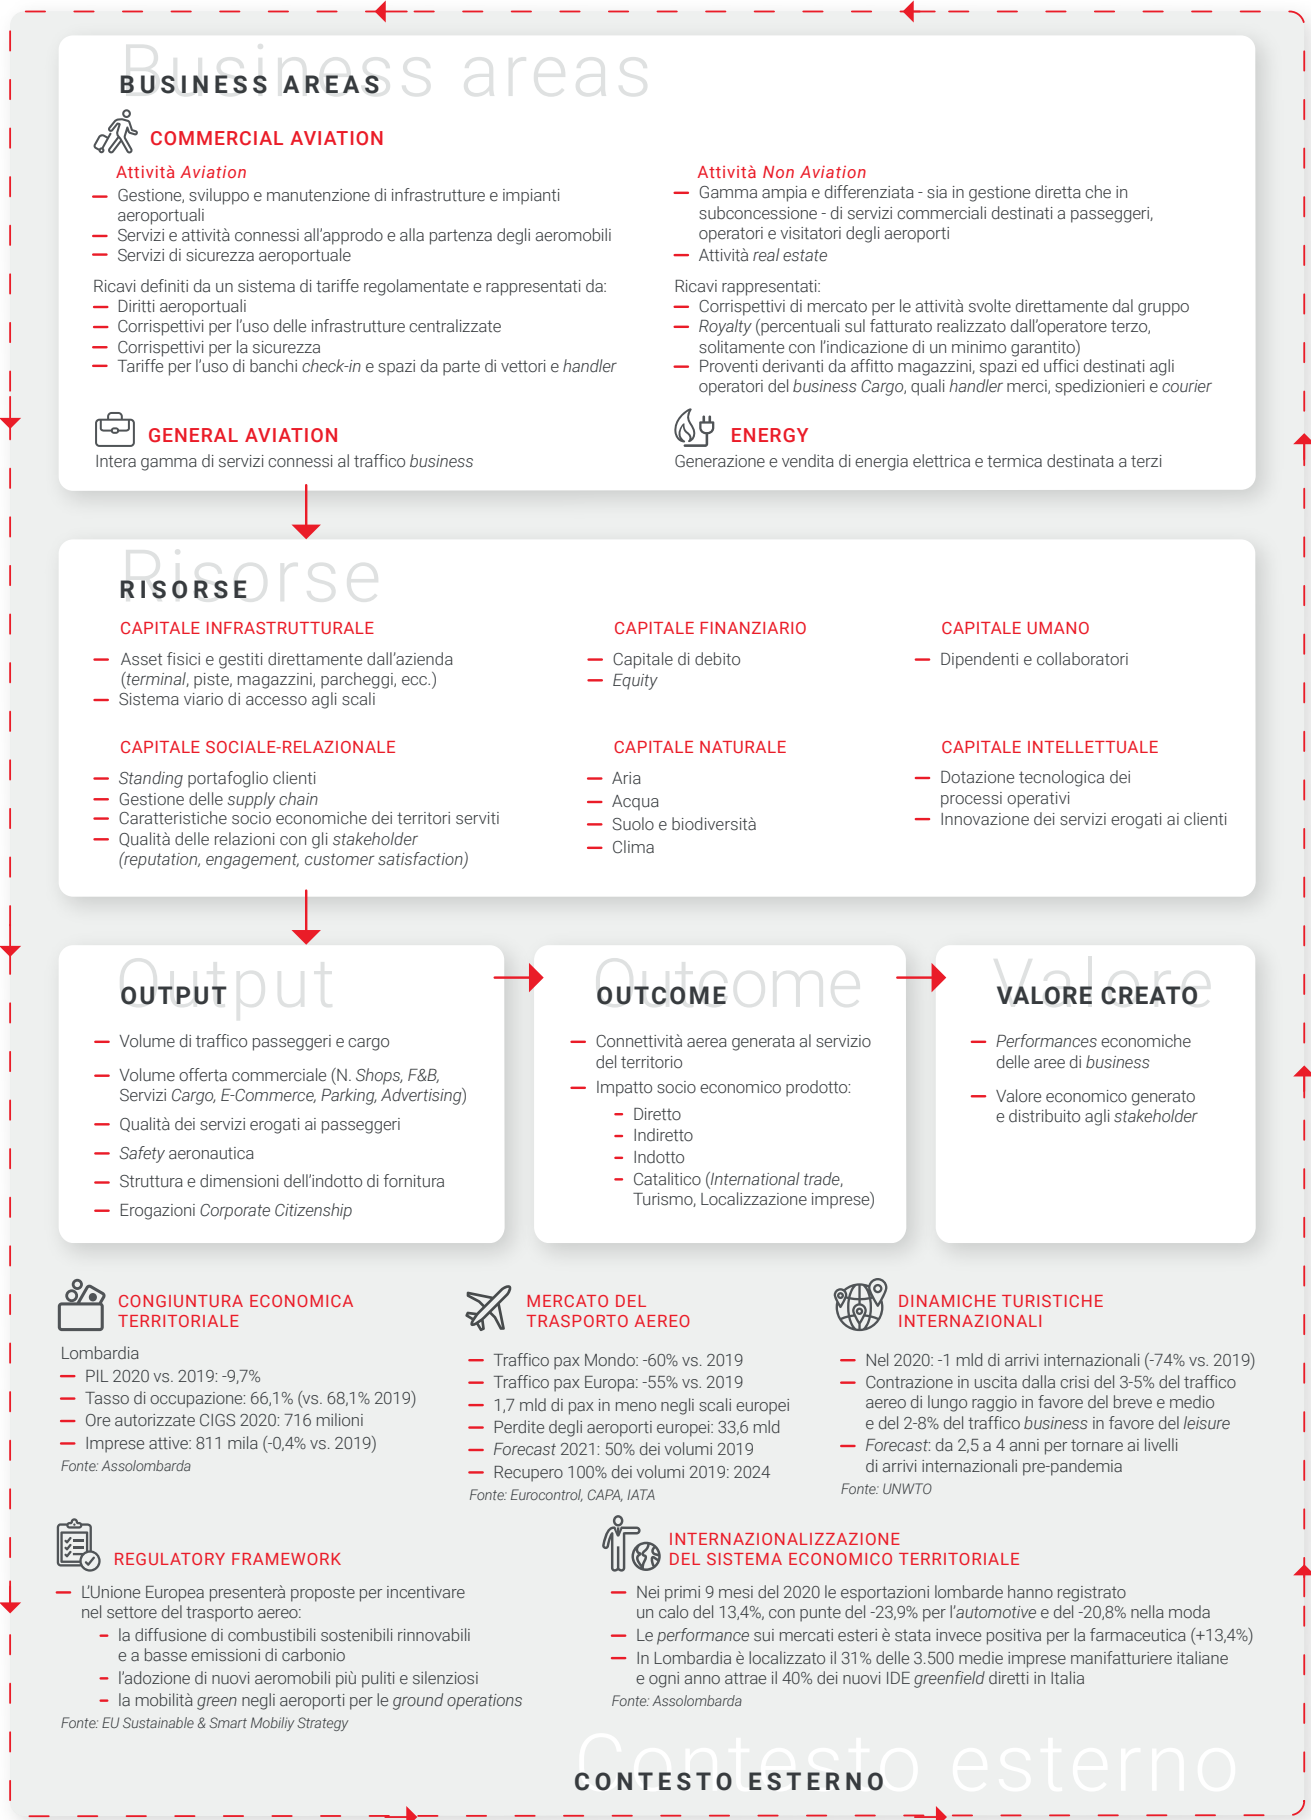 Business areas
BUSINESS AREAS
COMMERCIAL AVIATION
Attività Aviation
— Gestione, sviluppo e manutenzione di infrastrutture e impianti
aeroportuali
— Servizi e attività connessi all'approdo e alla partenza degli aeromobili
— Servizi di sicurezza aeroportuale
Ricavi definiti da un sistema di tariffe regolamentate e rappresentati da:
— Diritti aeroportuali
— Corrispettivi per l'uso delle infrastrutture centralizzate
— Corrispettivi per la sicurezza
— Tariffe per l'uso di banchi check-in e spazi da parte di vettori e handler
Attività Non Aviation
— Gamma ampia e differenziata - sia in gestione diretta che in
subconcessione - di servizi commerciali destinati a passeggeri,
operatori e visitatori degli aeroporti
— Attività real estate
Ricavi rappresentati:
— Corrispettivi di mercato per le attività svolte direttamente dal gruppo
— Royalty (percentuali sul fatturato realizzato dall'operatore terzo,
solitamente con l'indicazione di un minimo garantito)
— Proventi derivanti da affitto magazzini, spazi ed uffici destinati agli
operatori del business Cargo, quali handler merci, spedizionieri e courier
GENERAL AVIATION
Intera gamma di servizi connessi al traffico business
ENERGY
Generazione e vendita di energia elettrica e termica destinata a terzi
Risorse
RISORSE
CAPITALE INFRASTRUTTURALE
— Asset fisici e gestiti direttamente dall'azienda
(terminal, piste, magazzini, parcheggi, ecc.)
— Sistema viario di accesso agli scali
CAPITALE FINANZIARIO
— Capitale di debito
— Equity
CAPITALE UMANO
— Dipendenti e collaboratori
CAPITALE SOCIALE-RELAZIONALE
— Standing portafoglio clienti
— Gestione delle supply chain
— Caratteristiche socio economiche dei territori serviti
— Qualità delle relazioni con gli stakeholder
(reputation, engagement, customer satisfaction)
CAPITALE NATURALE
— Aria
— Acqua
— Suolo e biodiversità
— Clima
CAPITALE INTELLETTUALE
— Dotazione tecnologica dei
processi operativi
— Innovazione dei servizi erogati ai clienti
Output
OUTPUT
— Volume di traffico passeggeri e cargo
— Volume offerta commerciale (N. Shops, F&B,
Servizi Cargo, E-Commerce, Parking, Advertising)
— Qualità dei servizi erogati ai passeggeri
— Safety aeronautica
— Struttura e dimensioni dell'indotto di fornitura
— Erogazioni Corporate Citizenship
Outcome
OUTCOME
— Connettività aerea generata al servizio
del territorio
— Impatto socio economico prodotto:
- Diretto
- Indiretto
- Indotto
- Catalitico (International trade,
Turismo, Localizzazione imprese)
Valore
VALORE CREATO
— Performances economiche
delle aree di business
— Valore economico generato
e distribuito agli stakeholder
CONGIUNTURA ECONOMICA
TERRITORIALE
Lombardia
— PIL 2020 vs. 2019: -9,7%
— Tasso di occupazione: 66,1% (vs. 68,1% 2019)
— Ore autorizzate CIGS 2020: 716 milioni
— Imprese attive: 811 mila (-0,4% vs. 2019)
Fonte: Assolombarda
MERCATO DEL
TRASPORTO AEREO
— Traffico pax Mondo: -60% vs. 2019
— Traffico pax Europa: -55% vs. 2019
— 1,7 mld di pax in meno negli scali europei
— Perdite degli aeroporti europei: 33,6 mld
— Forecast 2021: 50% dei volumi 2019
— Recupero 100% dei volumi 2019: 2024
Fonte: Eurocontrol, CAPA, IATA
DINAMICHE TURISTICHE
INTERNAZIONALI
— Nel 2020: -1 mld di arrivi internazionali (-74% vs. 2019)
— Contrazione in uscita dalla crisi del 3-5% del traffico
aereo di lungo raggio in favore del breve e medio
e del 2-8% del traffico business in favore del leisure
— Forecast: da 2,5 a 4 anni per tornare ai livelli
di arrivi internazionali pre-pandemia
Fonte: UNWTO
REGULATORY FRAMEWORK
— L'Unione Europea presenterà proposte per incentivare
nel settore del trasporto aereo:
- la diffusione di combustibili sostenibili rinnovabili
e a basse emissioni di carbonio
- l'adozione di nuovi aeromobili più puliti e silenziosi
- la mobilità green negli aeroporti per le ground operations
Fonte: EU Sustainable & Smart Mobiliy Strategy
INTERNAZIONALIZZAZIONE
DEL SISTEMA ECONOMICO TERRITORIALE
— Nei primi 9 mesi del 2020 le esportazioni lombarde hanno registrato
un calo del 13,4%, con punte del -23,9% per l'automotive e del -20,8% nella moda
— Le performance sui mercati esteri è stata invece positiva per la farmaceutica (+13,4%)
— In Lombardia è localizzato il 31% delle 3.500 medie imprese manifatturiere italiane
e ogni anno attrae il 40% dei nuovi IDE greenfield diretti in Italia
Fonte: Assolombarda
Contesto esterno
CONTESTO ESTERNO